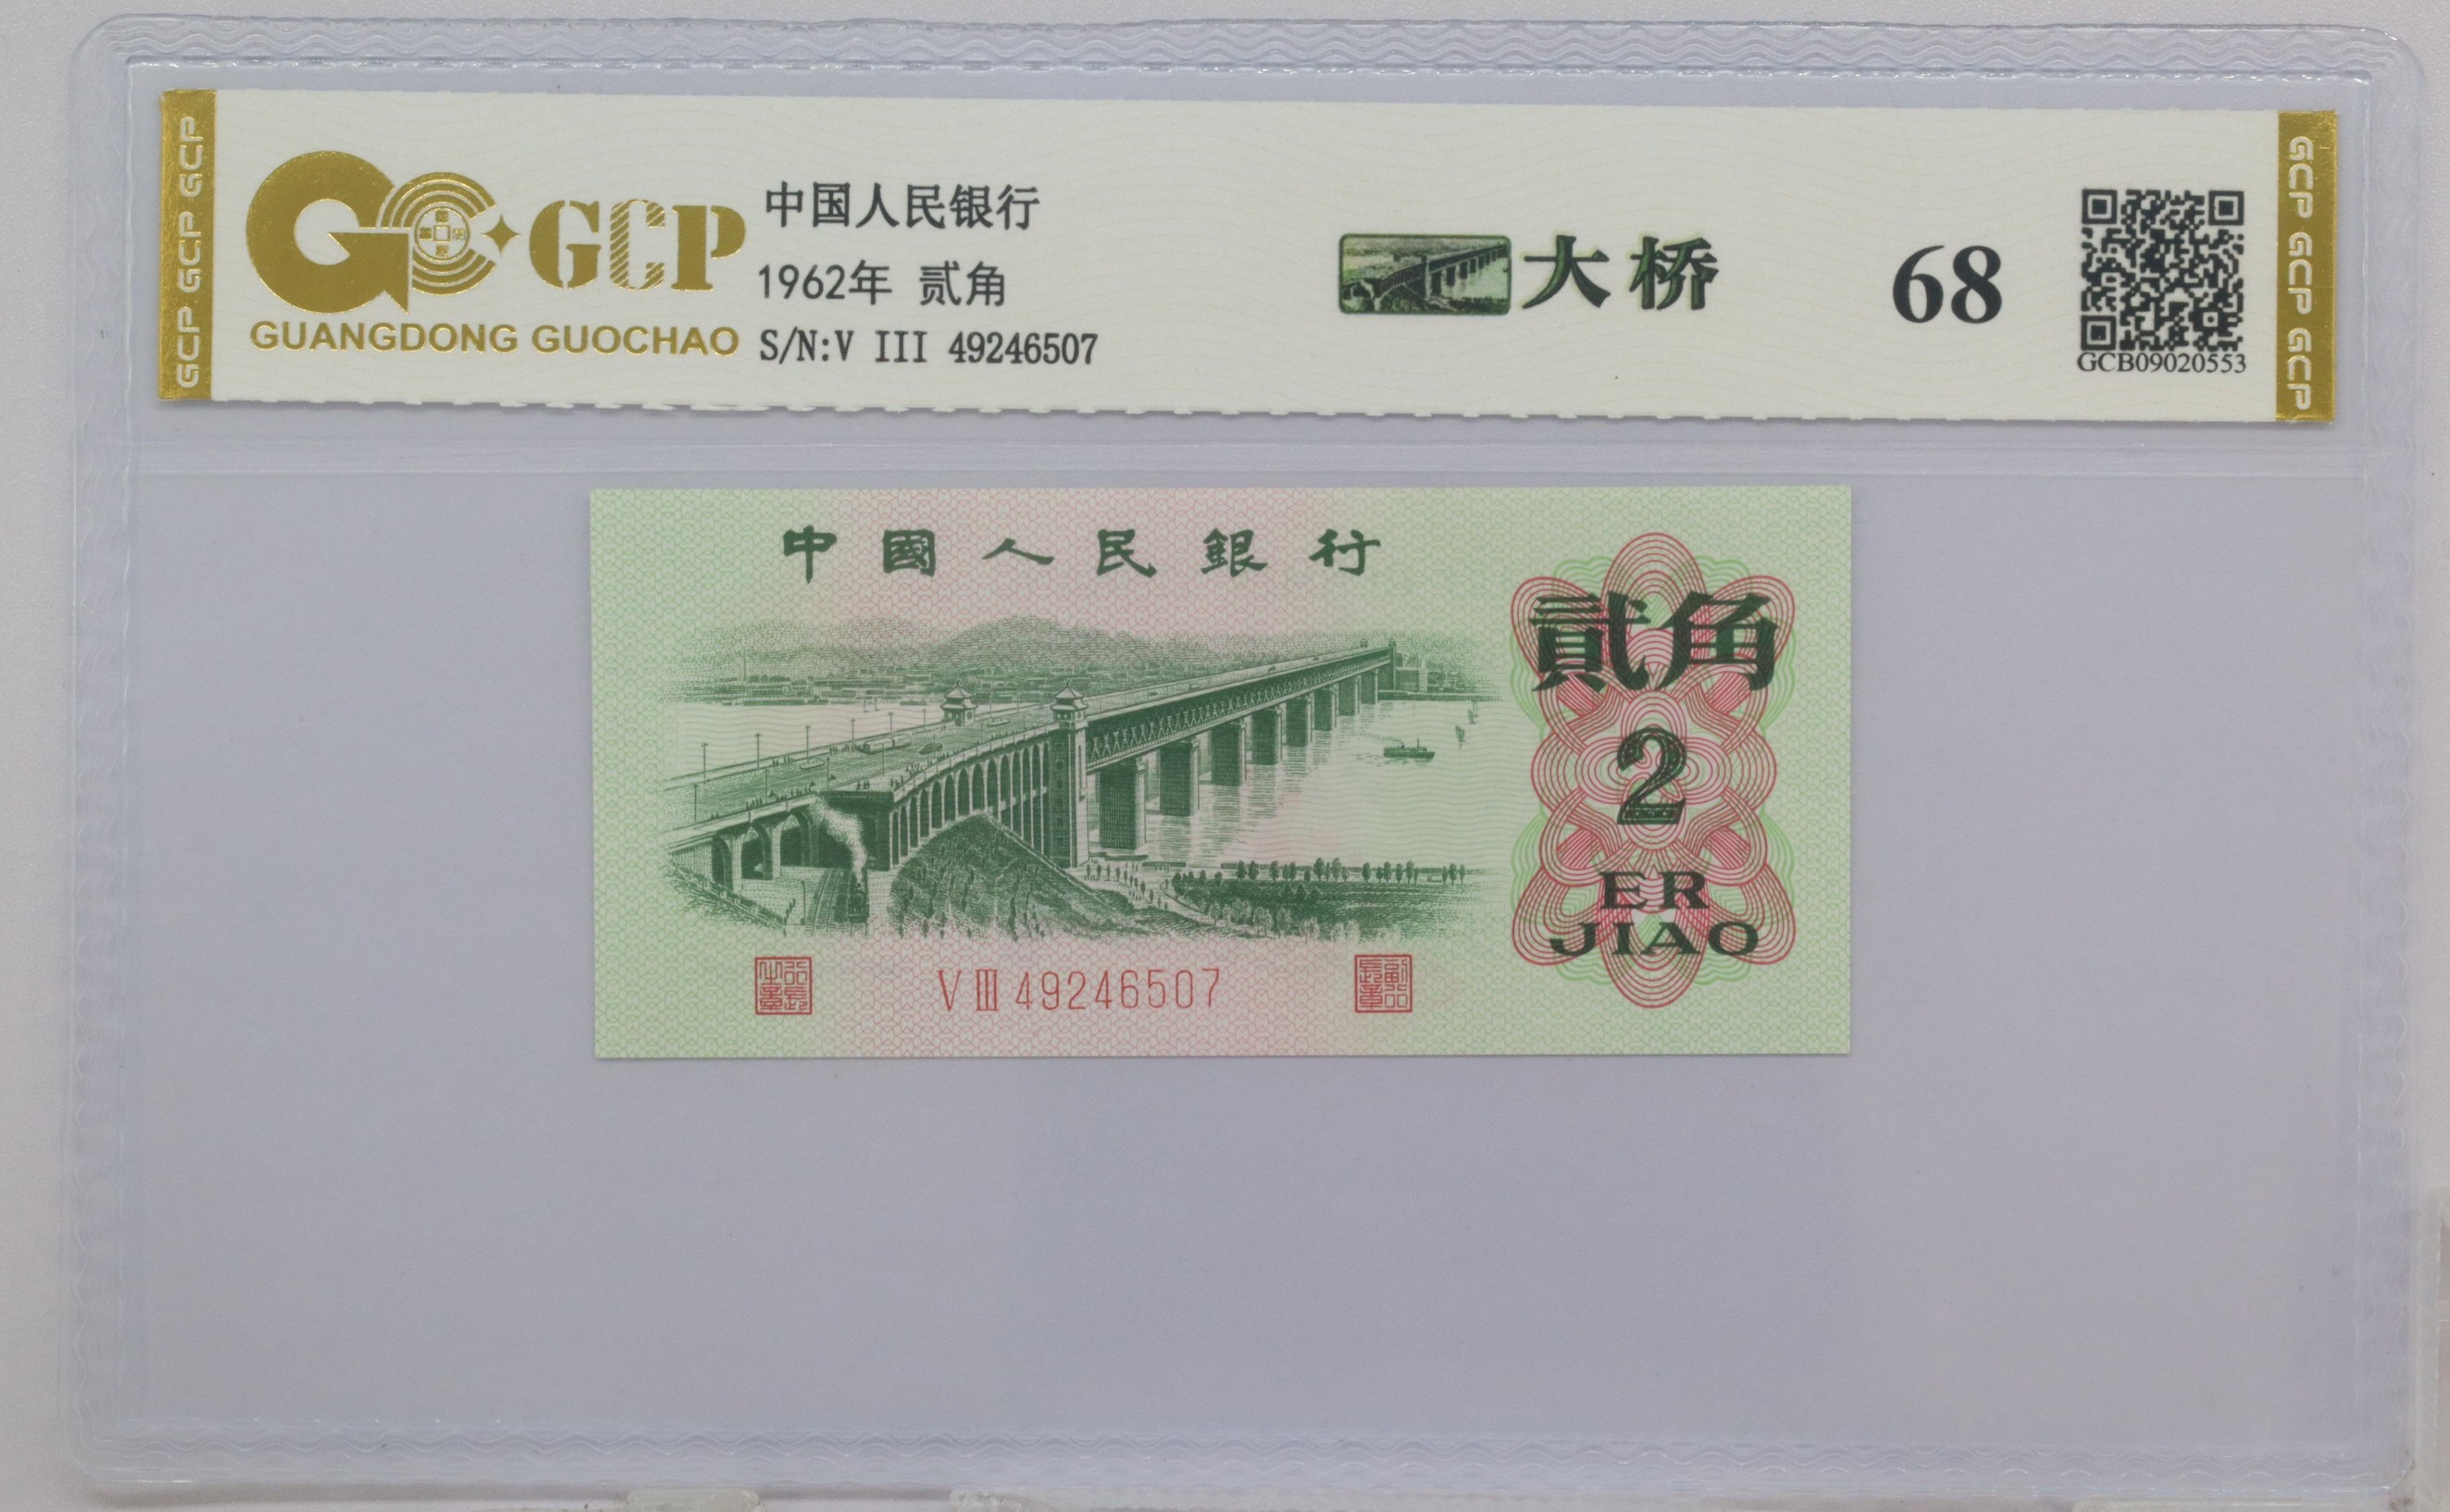 GCP GCP GCP
GCP
GUANGDONG GUOCHAO
中国人民银行
1962年 贰角
S/N:V III 49246507
大桥
68
GCB09020553
GCP GCP GCP
中國人民銀行
貳角
2
ER
JIAO
V III 49246507